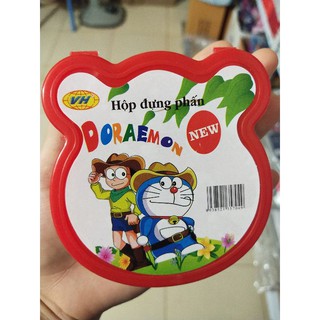 VH
Hộp đựng phấn
DORAEMON
NEW